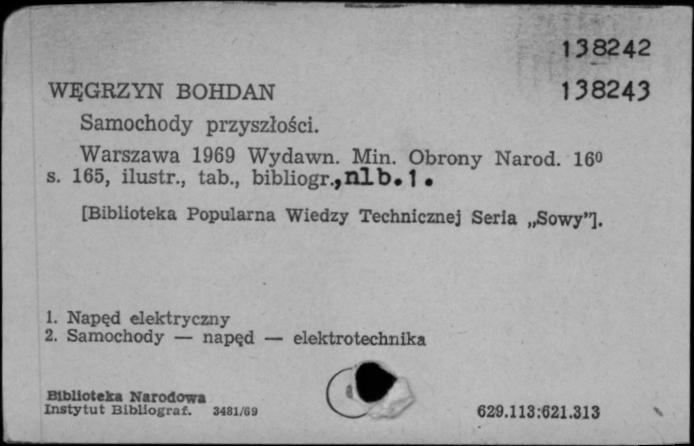 138242
WĘGRZYN BOHDAN 138243
Samochody przyszłości.
Warszawa 1969 Wydawn. Min. Obrony Narod. 16⁰
s. 165, ilustr., tab., bibliogr., nlb. 1.
[Biblioteka Popularna Wiedzy Technicznej Seria „Sowy”].
1. Napęd elektryczny
2. Samochody — napęd — elektrotechnika
Biblioteka Narodowa
Instytut Bibliograf. 3481/69 629.113:621.313